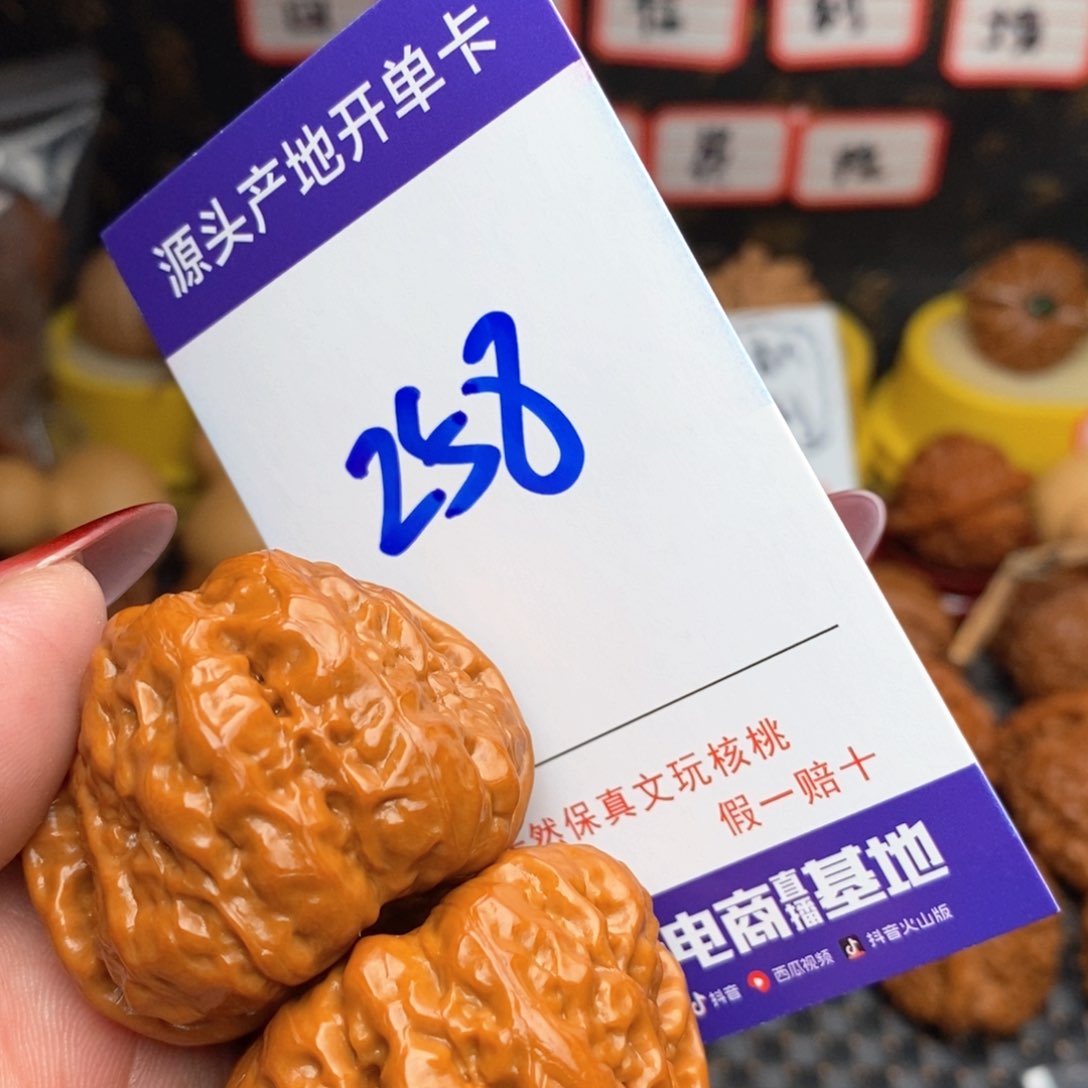 源头产地开单卡
258
然保真文玩核桃
假一赔十
电商直播基地
抖音 西瓜视频 抖音火山版